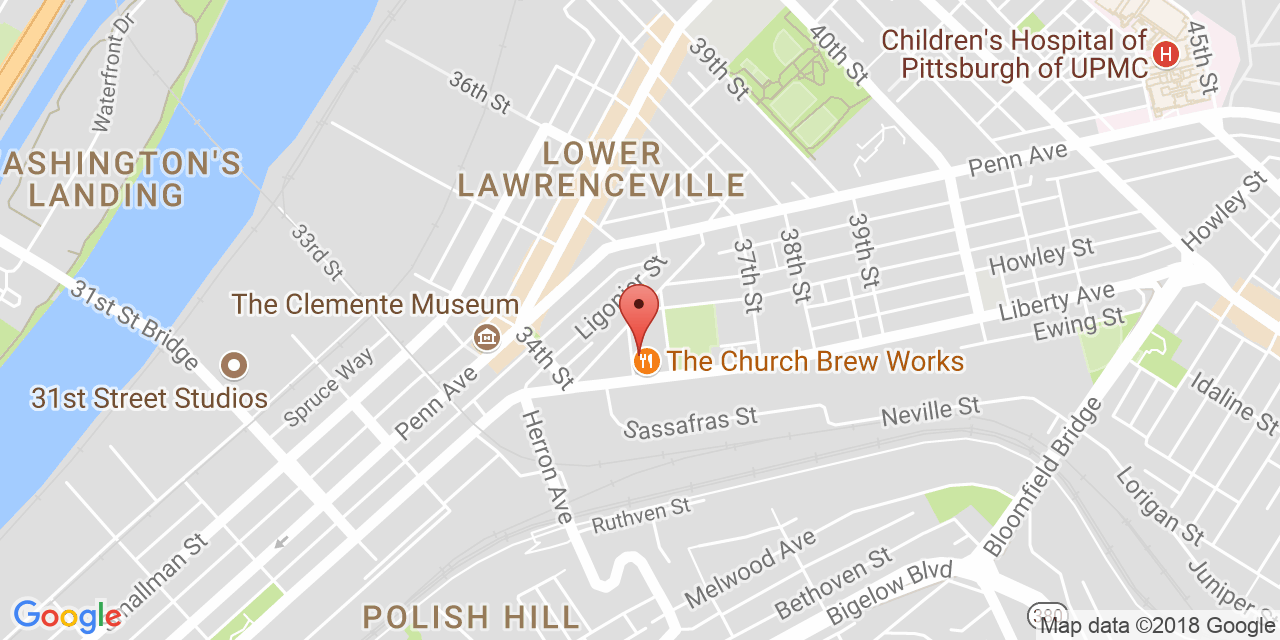 Waterfront Dr
36th St
39th St
40th St
Children's Hospital of
Pittsburgh of UPMC
H
45th St
ASHINGTON'S
LANDING
LOWER
LAWRENCEVILLE
Penn Ave
Howley St
33rd St
31st St Bridge
Ligonier St
37th St
38th St
39th St
Howley St
Liberty Ave
Ewing St
The Clemente Museum
34th St
The Church Brew Works
31st Street Studios
Spruce Way
Penn Ave
Herron Ave
Sassafras St
Neville St
Idaline St
Bloomfield Bridge
Lorigan St
Ruthven St
Melwood Ave
Bethoven St
Bigelow Blvd
Juniper St
mallman St
POLISH HILL
380
Google
Map data ©2018 Google